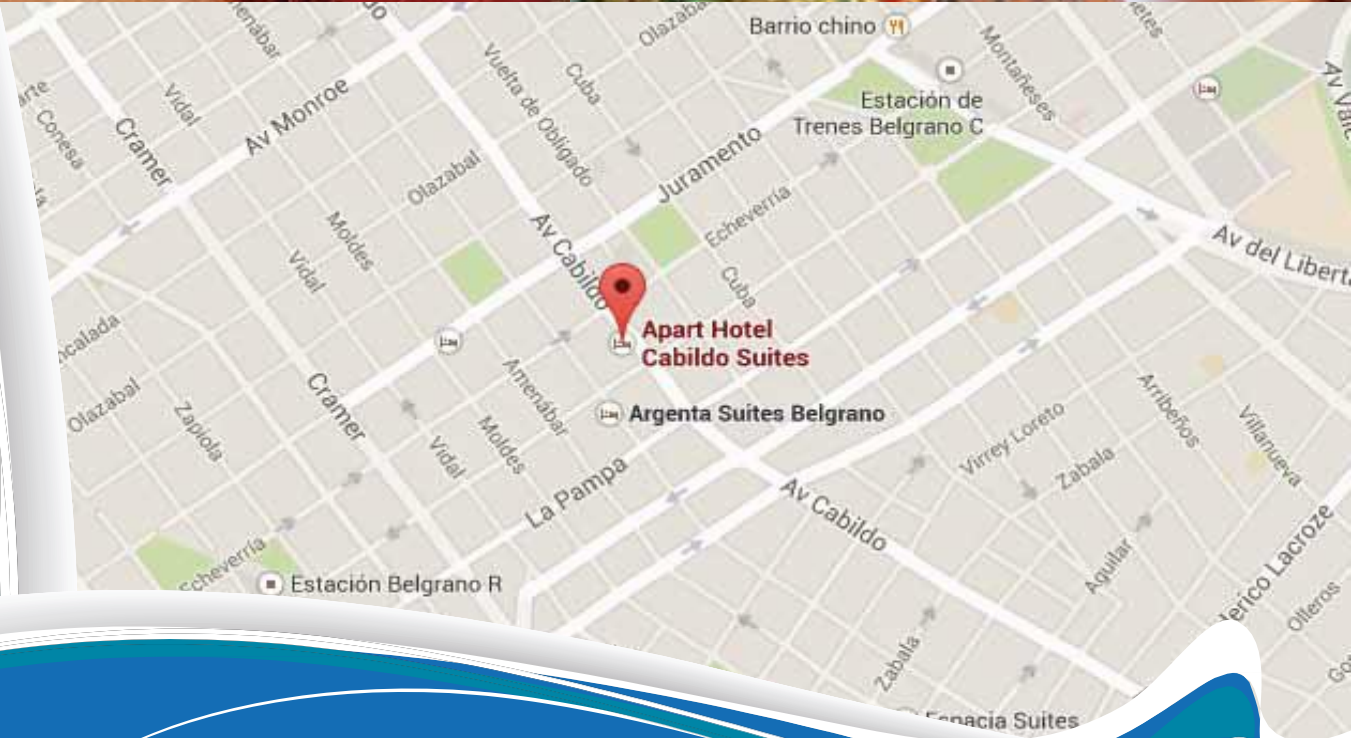 Barrio chino
Olazaba
Montañeses
Vuelta de Obligado
Cuba
Estación de
Trenes Belgrano C
Vidal
Av Monroe
Conesa
Cramer
Juramento
Olazabal
Echeverría
Moldes
Av Cabildo
Av del Liberta
Vidal
Cuba
Apart Hotel
Cabildo Suites
Amenábar
Cramer
Olazabal
Zapiola
Argenta Suites Belgrano
Arribeños
Villanueva
Moldes
Vidal
Virrey Loreto
Zabala
La Pampa
Av Cabildo
Echeverría
Estación Belgrano R
Aguilar
Olleros
Zabala